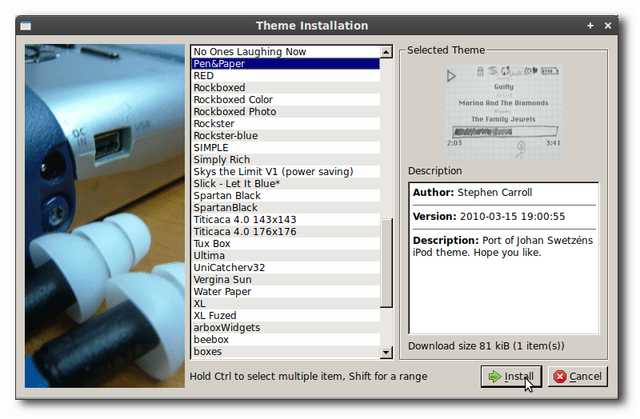 Theme Installation
DC
IN
No Ones Laughing Now
Pen&Paper
RED
Rockboxed
Rockboxed Color
Rockboxed Photo
Rockster
Rockster-blue
SIMPLE
Simply Rich
Skys the Limit V1 (power saving)
Slick - Let It Blue*
Spartan Black
SpartanBlack
Titicaca 4.0 143x143
Titicaca 4.0 176x176
Tux Box
Ultima
UniCatcherv32
Vergina Sun
Water Paper
XL
XL Fuzed
arboxWidgets
beebox
boxes
Hold Ctrl to select multiple item, Shift for a range
Selected Theme
Guilty
Marina And The Diamonds
The Family Jewels
2:03 3:41
Description
Author: Stephen Carroll
Version: 2010-03-15 19:00:55
Description: Port of Johan Swetzéns
iPod theme. Hope you like.
Download size 81 kiB (1 item(s))
Install
Cancel